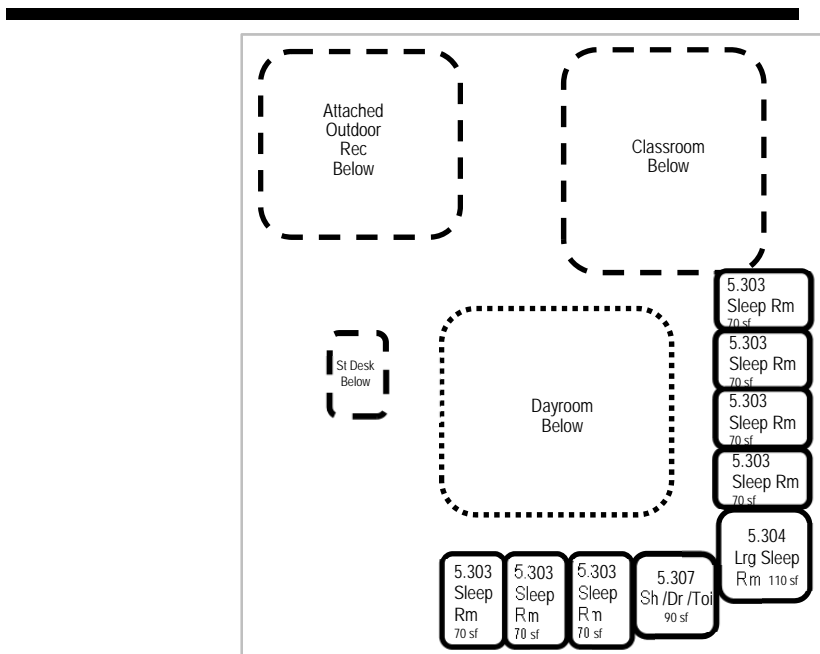 Attached
Outdoor
Rec
Below
Classroom
Below
5.303
Sleep Rm
70 sf
5.303
Sleep Rm
70 sf
St Desk
Below
5.303
Sleep Rm
70 sf
Dayroom
Below
5.303
Sleep Rm
70 sf
5.304
Lrg Sleep
Rm 110 sf
5.303
Sleep
Rm
70 sf
5.303
Sleep
Rm
70 sf
5.303
Sleep
Rm
70 sf
5.307
Sh /Dr /Toi
90 sf